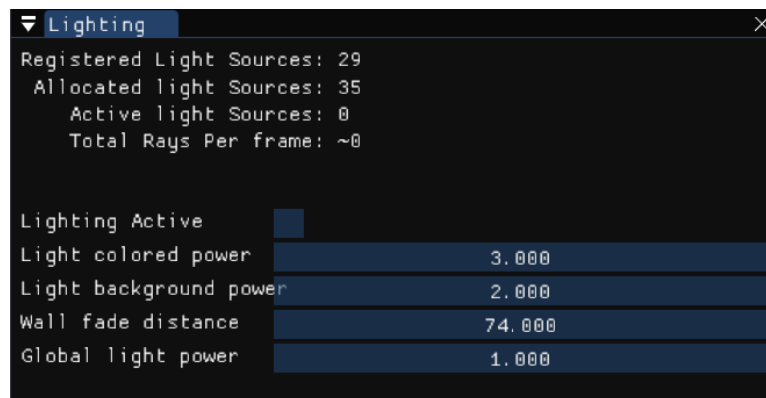 Lighting
Registered Light Sources: 29
Allocated light Sources: 35
Active light Sources: 0
Total Rays Per frame: ~0
Lighting Active
Light colored power 3.000
Light background power 2.000
Wall fade distance 74.000
Global light power 1.000